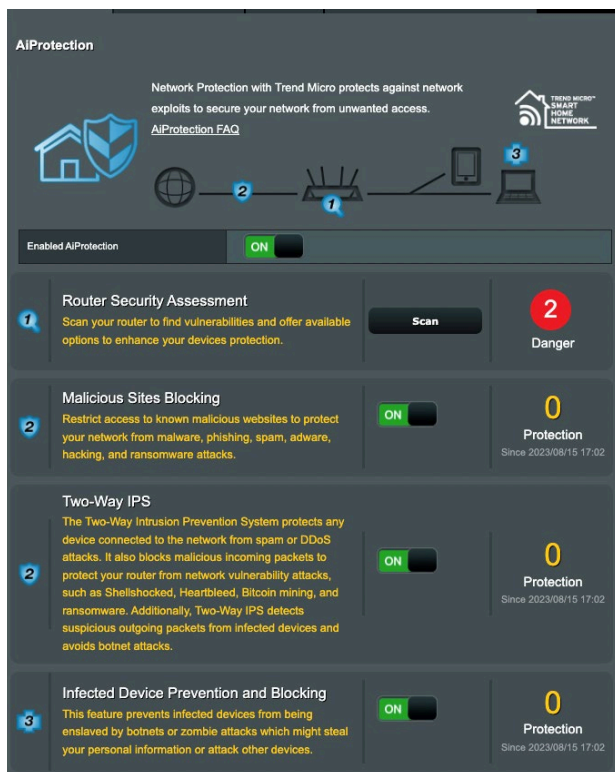 AiProtection
Network Protection with Trend Micro protects against network
exploits to secure your network from unwanted access.
AiProtection FAQ
TREND MICRO™
SMART
HOME
NETWORK
3
2
1
Enabled AiProtection
ON
1
Router Security Assessment
Scan your router to find vulnerabilities and offer available
options to enhance your devices protection.
Scan
2
Danger
2
Malicious Sites Blocking
Restrict access to known malicious websites to protect
your network from malware, phishing, spam, adware,
hacking, and ransomware attacks.
ON
0
Protection
Since 2023/08/15 17:02
2
Two-Way IPS
The Two-Way Intrusion Prevention System protects any
device connected to the network from spam or DDoS
attacks. It also blocks malicious incoming packets to
protect your router from network vulnerability attacks,
such as Shellshocked, Heartbleed, Bitcoin mining, and
ransomware. Additionally, Two-Way IPS detects
suspicious outgoing packets from infected devices and
avoids botnet attacks.
ON
0
Protection
Since 2023/08/15 17:02
3
Infected Device Prevention and Blocking
This feature prevents infected devices from being
enslaved by botnets or zombie attacks which might steal
your personal information or attack other devices.
ON
0
Protection
Since 2023/08/15 17:02